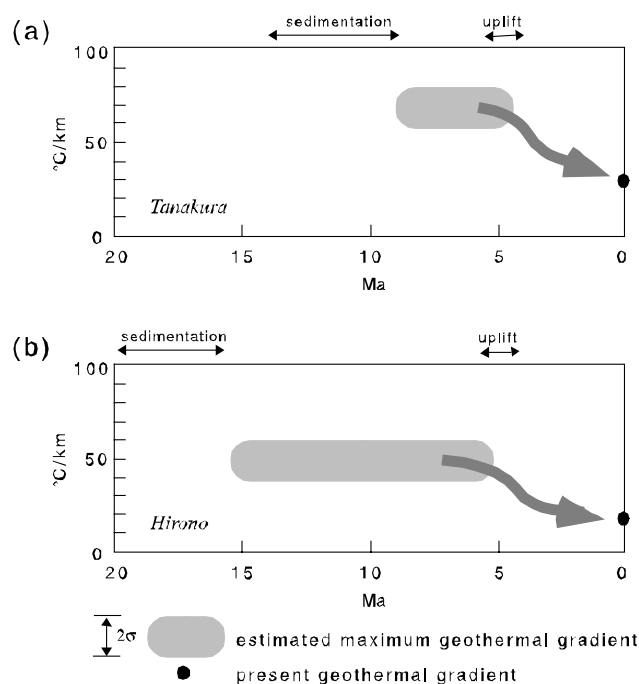 (a)
sedimentation
uplift
100
50
0
°C/km
Tanakura
20
15
10
5
0
Ma
(b)
sedimentation
uplift
100
50
0
°C/km
Hirono
20
15
10
5
0
Ma
2σ
estimated maximum geothermal gradient
present geothermal gradient